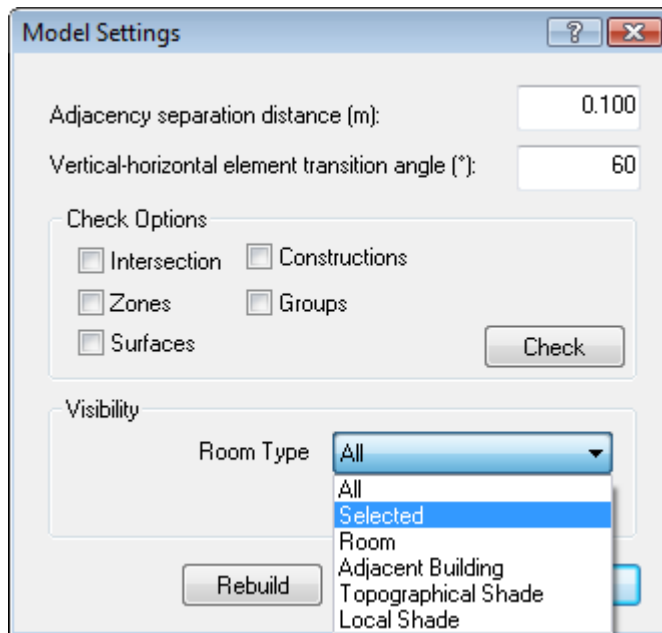 Model Settings
Adjacency separation distance (m): 0.100
Vertical-horizontal element transition angle (°): 60
Check Options
Intersection Constructions
Zones Groups
Surfaces
Check
Visibility
Room Type All
All
Selected
Room
Adjacent Building
Rebuild
Topographical Shade
Local Shade